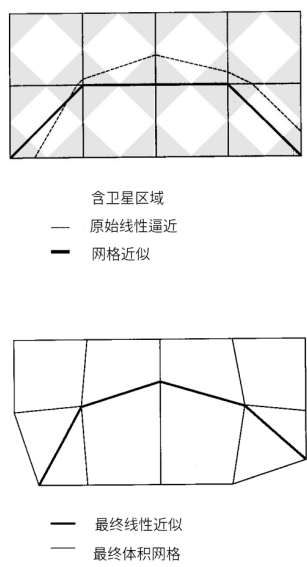 含卫星区域
原始线性逼近
网格近似
最终线性近似
最终体积网格